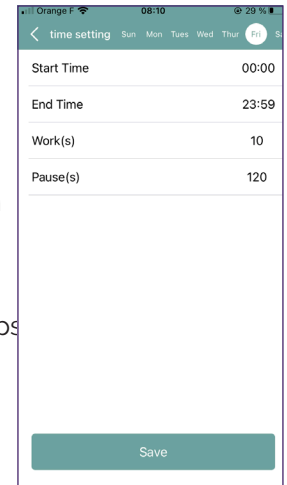 Orange F 08:10 29 %
time setting Sun Mon Tues Wed Thur Fri
Start Time 00:00
End Time 23:59
Work(s) 10
Pause(s) 120
Save